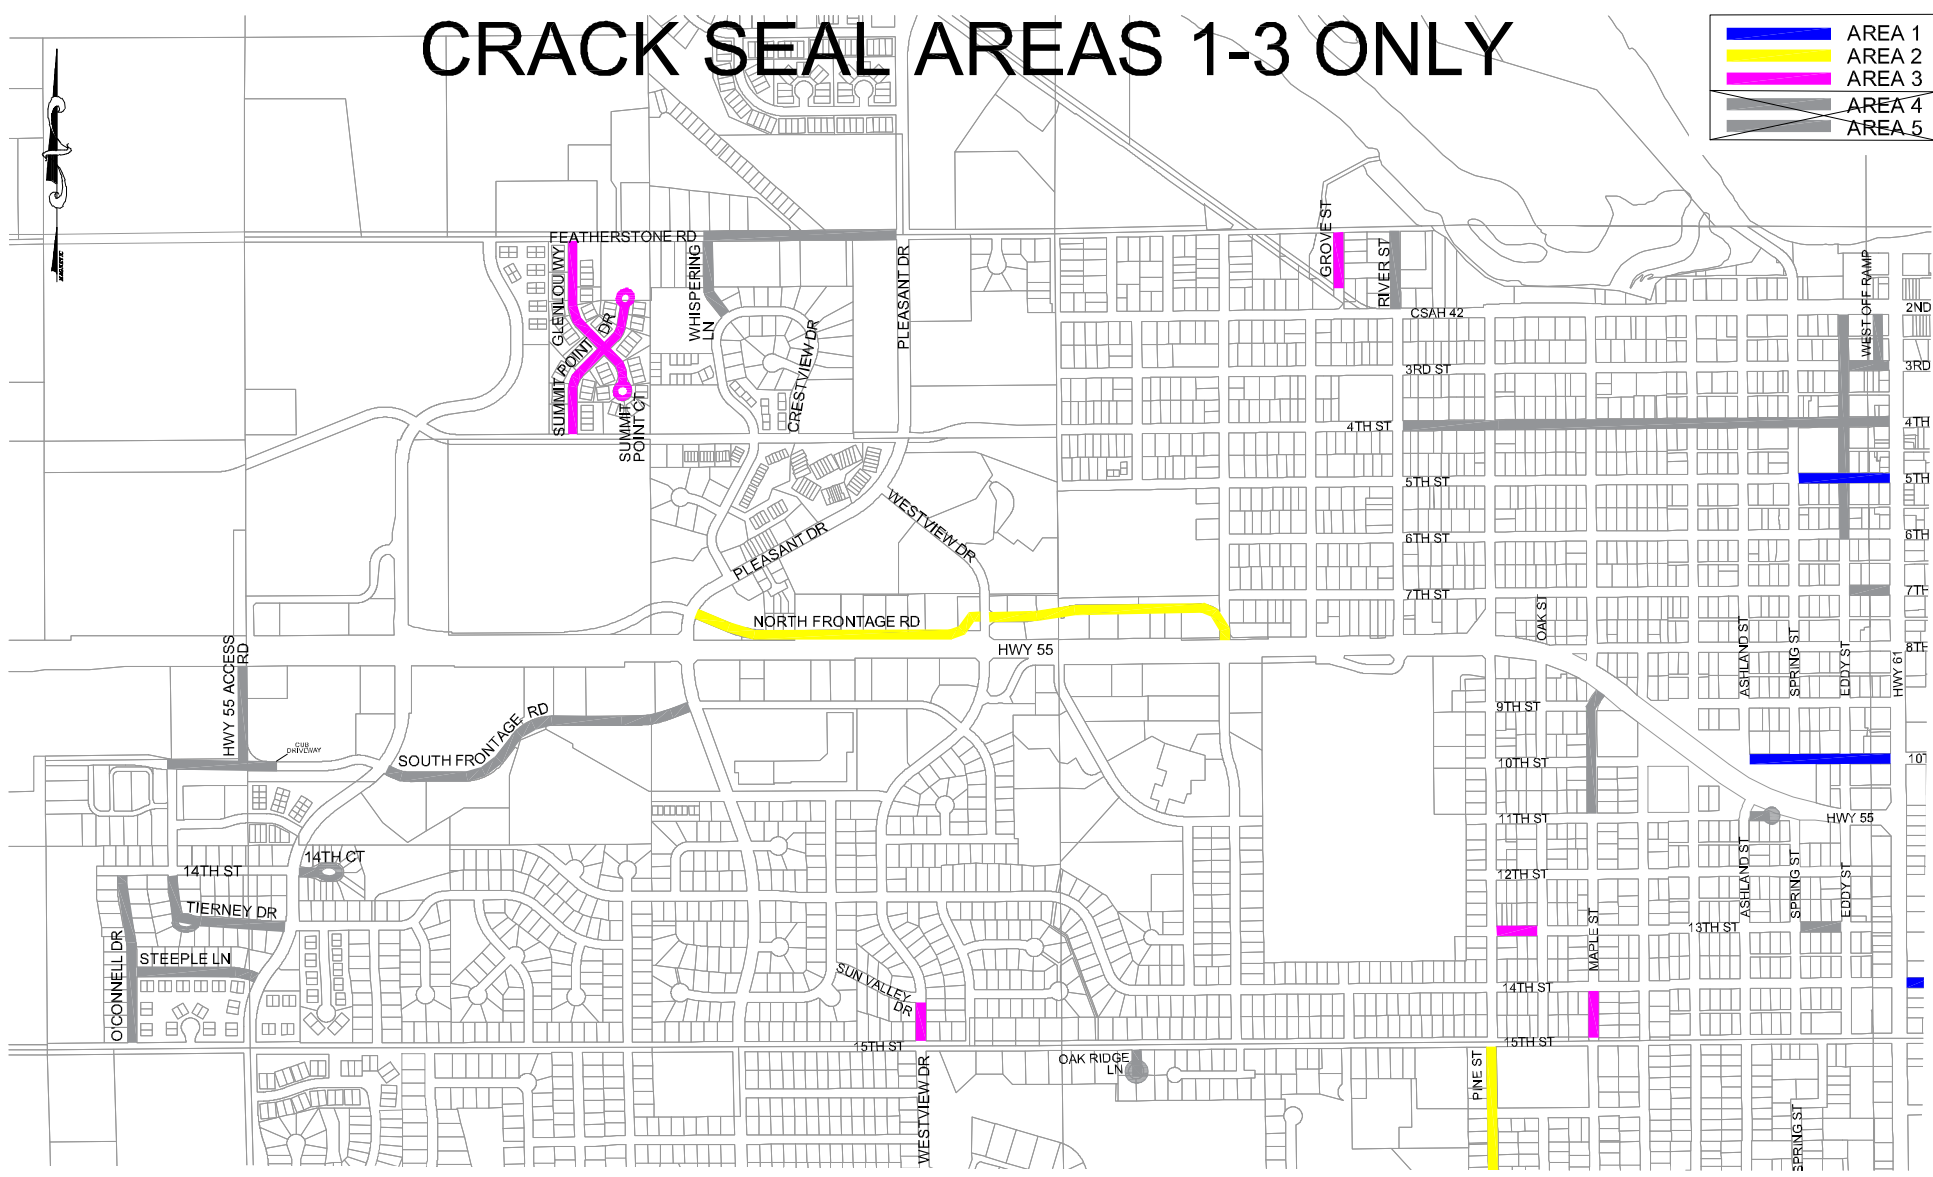 CRACK SEAL AREAS 1-3 ONLY
AREA 1
AREA 2
AREA 3
AREA 4
AREA 5
FEATHERSTONE RD
GLENLOU WY
SUMMIT POINT DR
SUMMIT
POINT CT
WHISPERING
LN
CRESTVIEW DR
PLEASANT DR
GROVE ST
RIVER ST
CSAH 42
WEST OFF RAMP
2ND
3RD ST
3RD
4TH ST
4TH
5TH ST
5TH
6TH ST
6TH
7TH ST
7TH
8TH
WESTVIEW DR
PLEASANT DR
NORTH FRONTAGE RD
HWY 55
OAK ST
ASHLAND ST
SPRING ST
EDDY ST
HWY 61
HWY 55 ACCESS
RD
CUB
DRIVEWAY
SOUTH FRONTAGE RD
9TH ST
10TH ST
10T
11TH ST
HWY 55
12TH ST
13TH ST
MAPLE ST
ASHLAND ST
SPRING ST
EDDY ST
14TH CT
14TH ST
TIERNEY DR
STEEPLE LN
O'CONNELL DR
SUN VALLEY
DR
14TH ST
15TH ST
15TH ST
OAK RIDGE
LN
WESTVIEW DR
PINE ST
SPRING ST